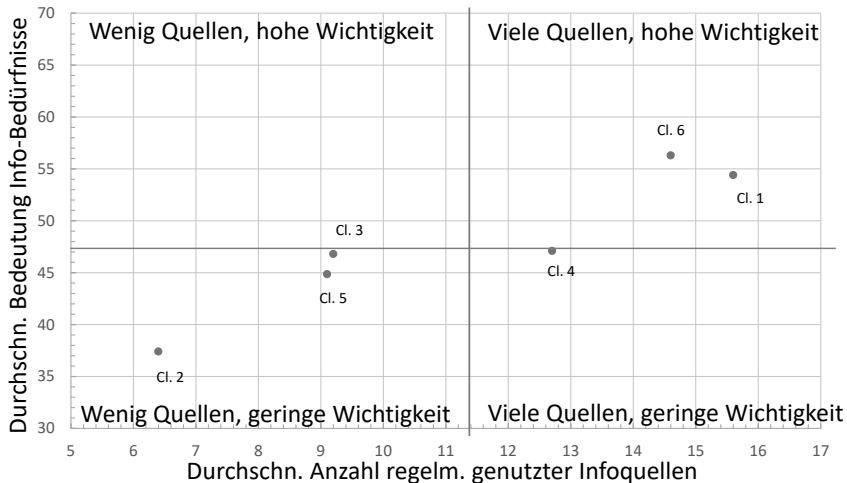 Durchschn. Bedeutung Info-Bedürfnisse
70
65
60
55
50
45
40
35
30
Wenig Quellen, hohe Wichtigkeit
Viele Quellen, hohe Wichtigkeit
Cl. 6
Cl. 1
Cl. 3
Cl. 4
Cl. 5
Cl. 2
Wenig Quellen, geringe Wichtigkeit
Viele Quellen, geringe Wichtigkeit
5 6 7 8 9 10 11 12 13 14 15 16 17
Durchschn. Anzahl regelm. genutzter Infoquellen